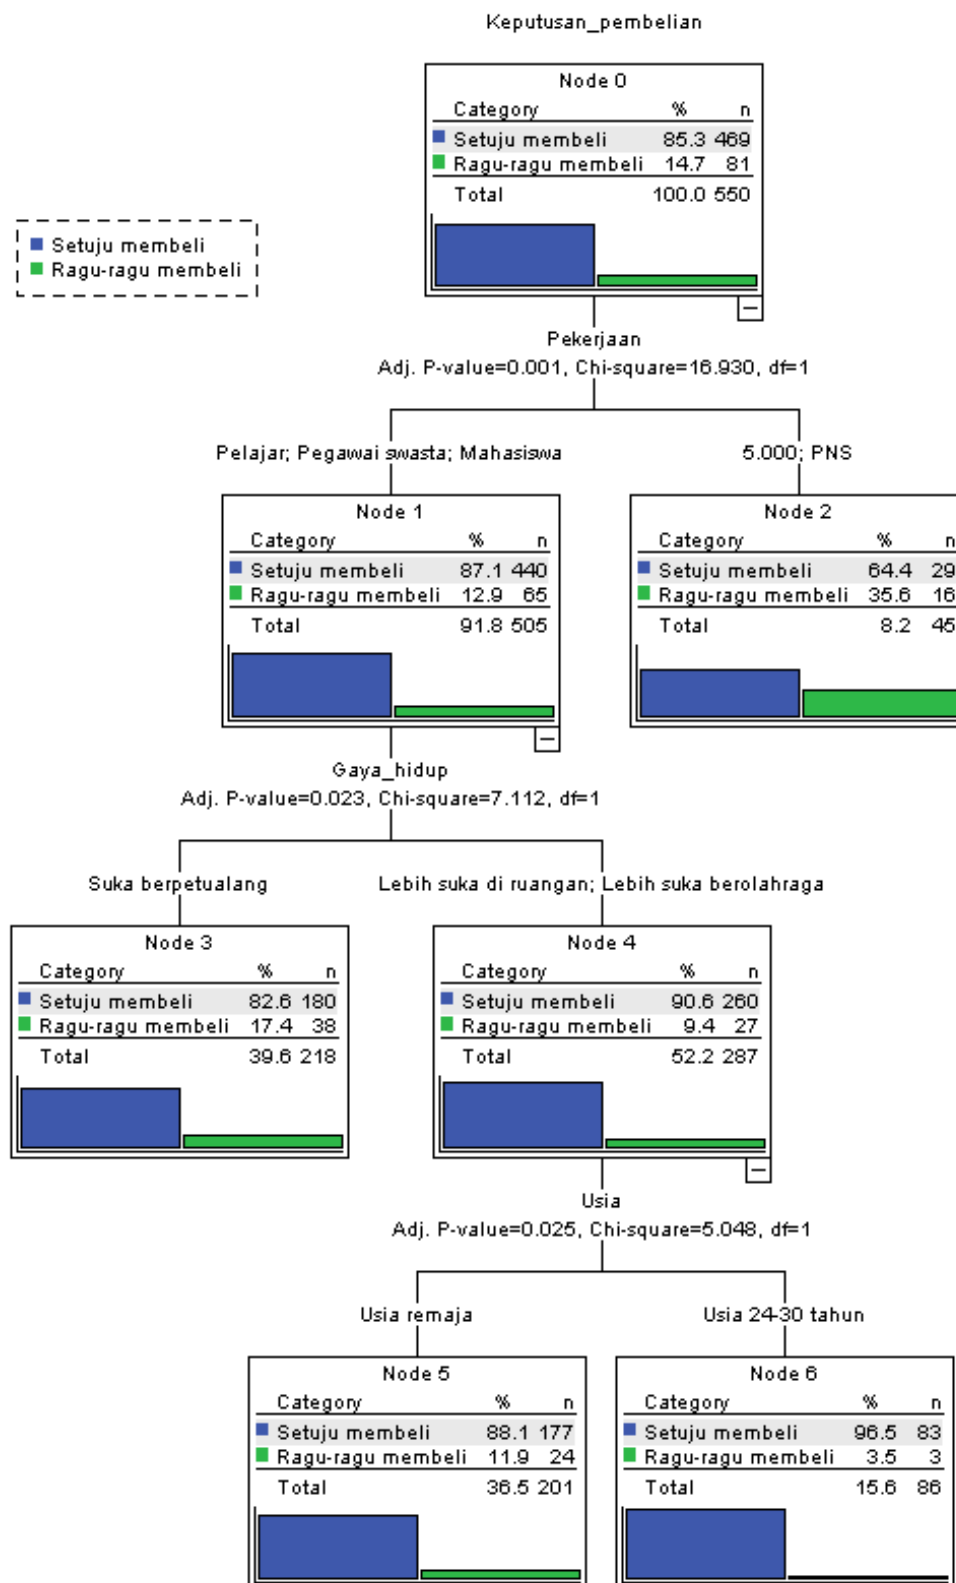 Keputusan_pembelian
Node 0
Category % n
Setuju membeli 85.3 469
Ragu-ragu membeli 14.7 81
Total 100.0 550
Setuju membeli
Ragu-ragu membeli
Pekerjaan
Adj. P-value=0.001, Chi-square=16.930, df=1
Pelajar; Pegawai swasta; Mahasiswa
5.000; PNS
Node 1
Category % n
Setuju membeli 87.1 440
Ragu-ragu membeli 12.9 65
Total 91.8 505
Node 2
Category % n
Setuju membeli 64.4 29
Ragu-ragu membeli 35.6 16
Total 8.2 45
Gaya_hidup
Adj. P-value=0.023, Chi-square=7.112, df=1
Suka berpetualang
Lebih suka di ruangan; Lebih suka berolahraga
Node 3
Category % n
Setuju membeli 82.6 180
Ragu-ragu membeli 17.4 38
Total 39.6 218
Node 4
Category % n
Setuju membeli 90.6 260
Ragu-ragu membeli 9.4 27
Total 52.2 287
Usia
Adj. P-value=0.025, Chi-square=5.048, df=1
Usia remaja
Usia 24-30 tahun
Node 5
Category % n
Setuju membeli 88.1 177
Ragu-ragu membeli 11.9 24
Total 36.5 201
Node 6
Category % n
Setuju membeli 96.5 83
Ragu-ragu membeli 3.5 3
Total 15.6 86